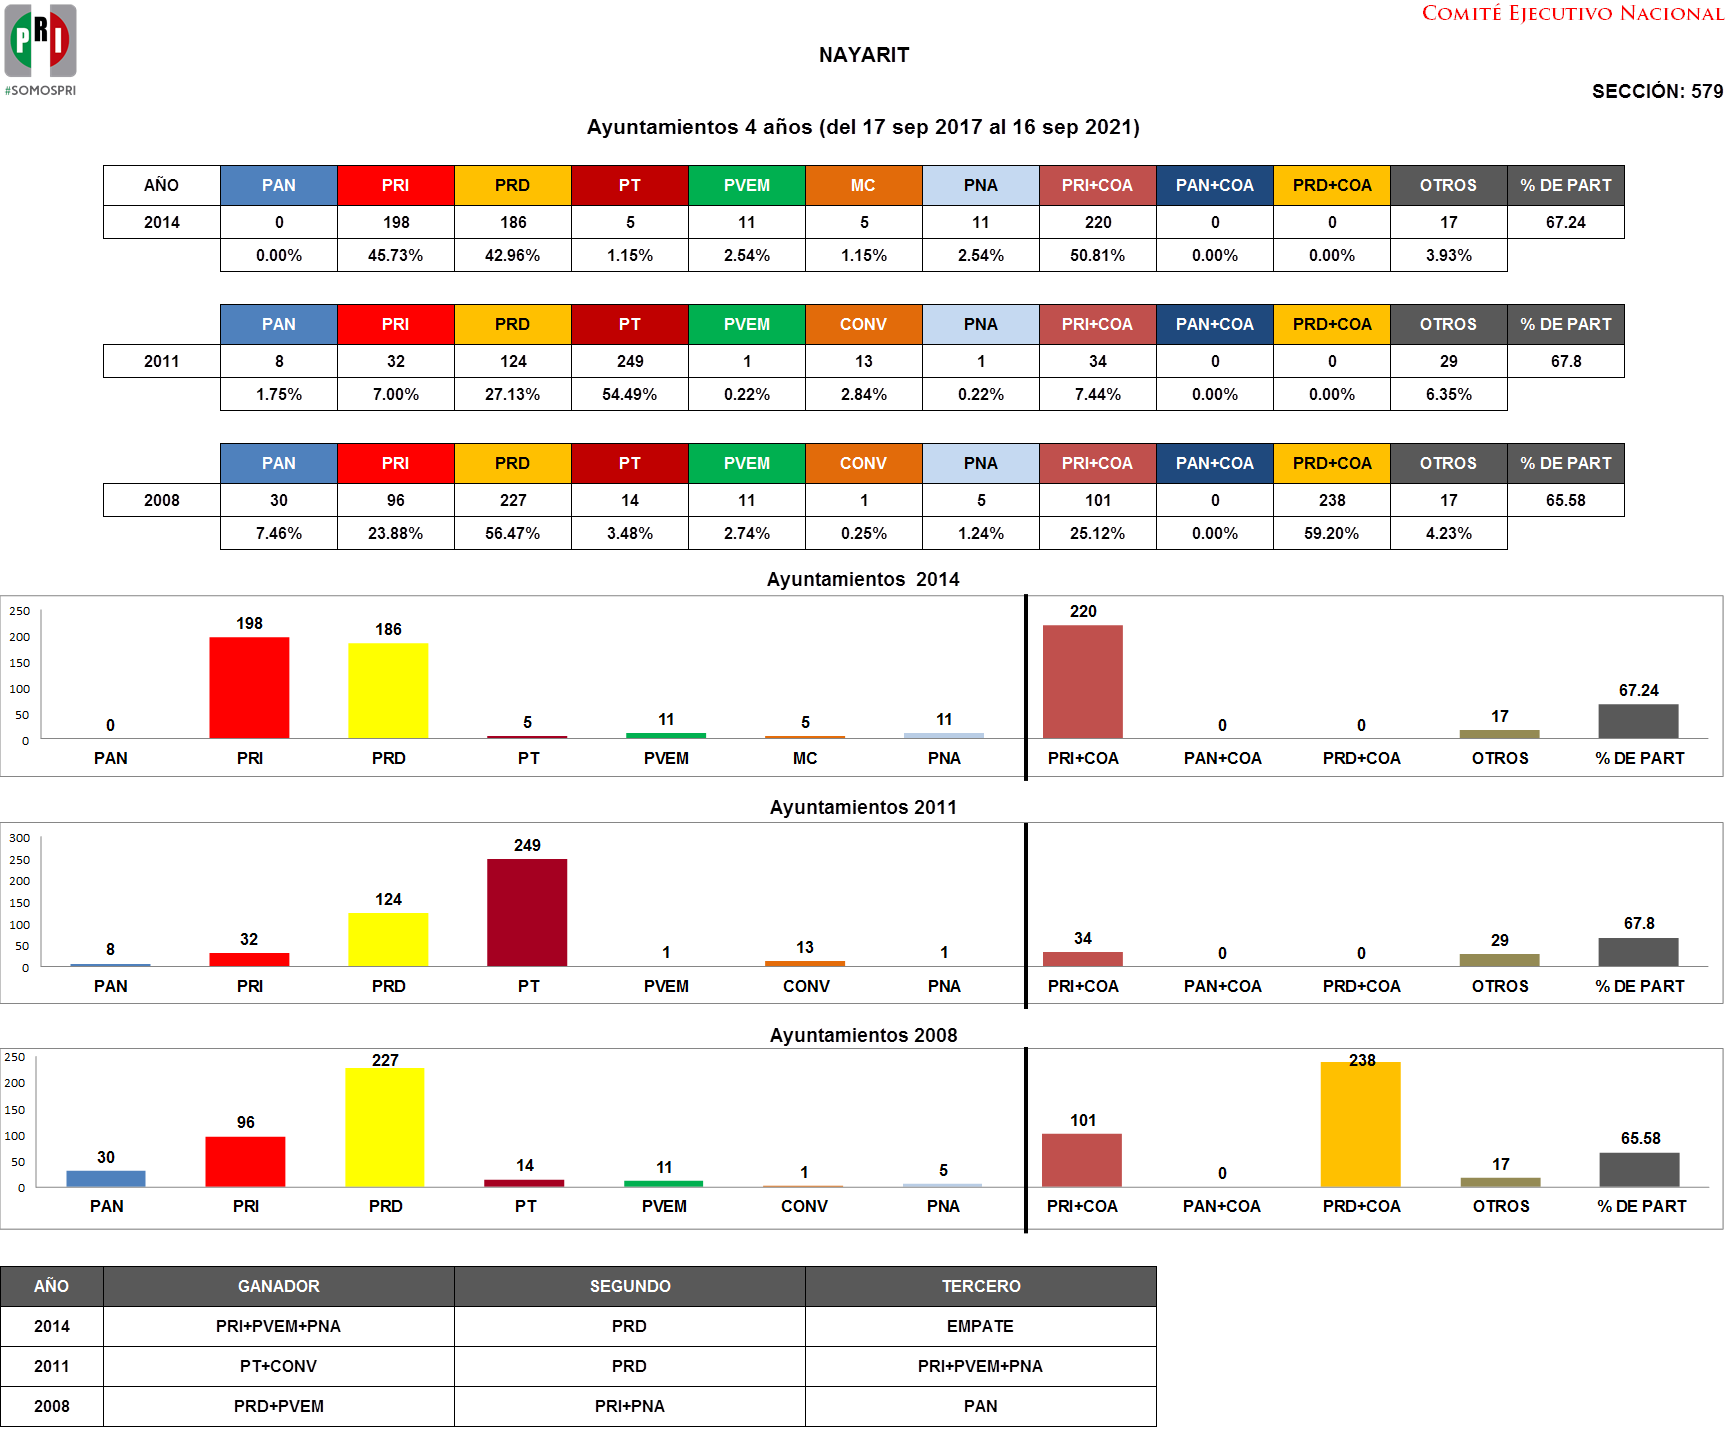 COMITÉ EJECUTIVO NACIONAL
PRI
#SOMOSPRI
NAYARIT
SECCIÓN: 579
Ayuntamientos 4 años (del 17 sep 2017 al 16 sep 2021)
AÑO PAN PRI PRD PT PVEM MC PNA PRI+COA PAN+COA PRD+COA OTROS % DE PART
2014 0 198 186 5 11 5 11 220 0 0 17 67.24
0.00% 45.73% 42.96% 1.15% 2.54% 1.15% 2.54% 50.81% 0.00% 0.00% 3.93%
PAN PRI PRD PT PVEM CONV PNA PRI+COA PAN+COA PRD+COA OTROS % DE PART
2011 8 32 124 249 1 13 1 34 0 0 29 67.8
1.75% 7.00% 27.13% 54.49% 0.22% 2.84% 0.22% 7.44% 0.00% 0.00% 6.35%
PAN PRI PRD PT PVEM CONV PNA PRI+COA PAN+COA PRD+COA OTROS % DE PART
2008 30 96 227 14 11 1 5 101 0 238 17 65.58
7.46% 23.88% 56.47% 3.48% 2.74% 0.25% 1.24% 25.12% 0.00% 59.20% 4.23%
Ayuntamientos 2014
250
200
150
100
50
0
0 198 186 5 11 5 11 220 0 0 17 67.24
PAN PRI PRD PT PVEM MC PNA PRI+COA PAN+COA PRD+COA OTROS % DE PART
Ayuntamientos 2011
300
250
200
150
100
50
0
8 32 124 249 1 13 1 34 0 0 29 67.8
PAN PRI PRD PT PVEM CONV PNA PRI+COA PAN+COA PRD+COA OTROS % DE PART
Ayuntamientos 2008
250
200
150
100
50
0
30 96 227 14 11 1 5 101 0 238 17 65.58
PAN PRI PRD PT PVEM CONV PNA PRI+COA PAN+COA PRD+COA OTROS % DE PART
AÑO GANADOR SEGUNDO TERCERO
2014 PRI+PVEM+PNA PRD EMPATE
2011 PT+CONV PRD PRI+PVEM+PNA
2008 PRD+PVEM PRI+PNA PAN